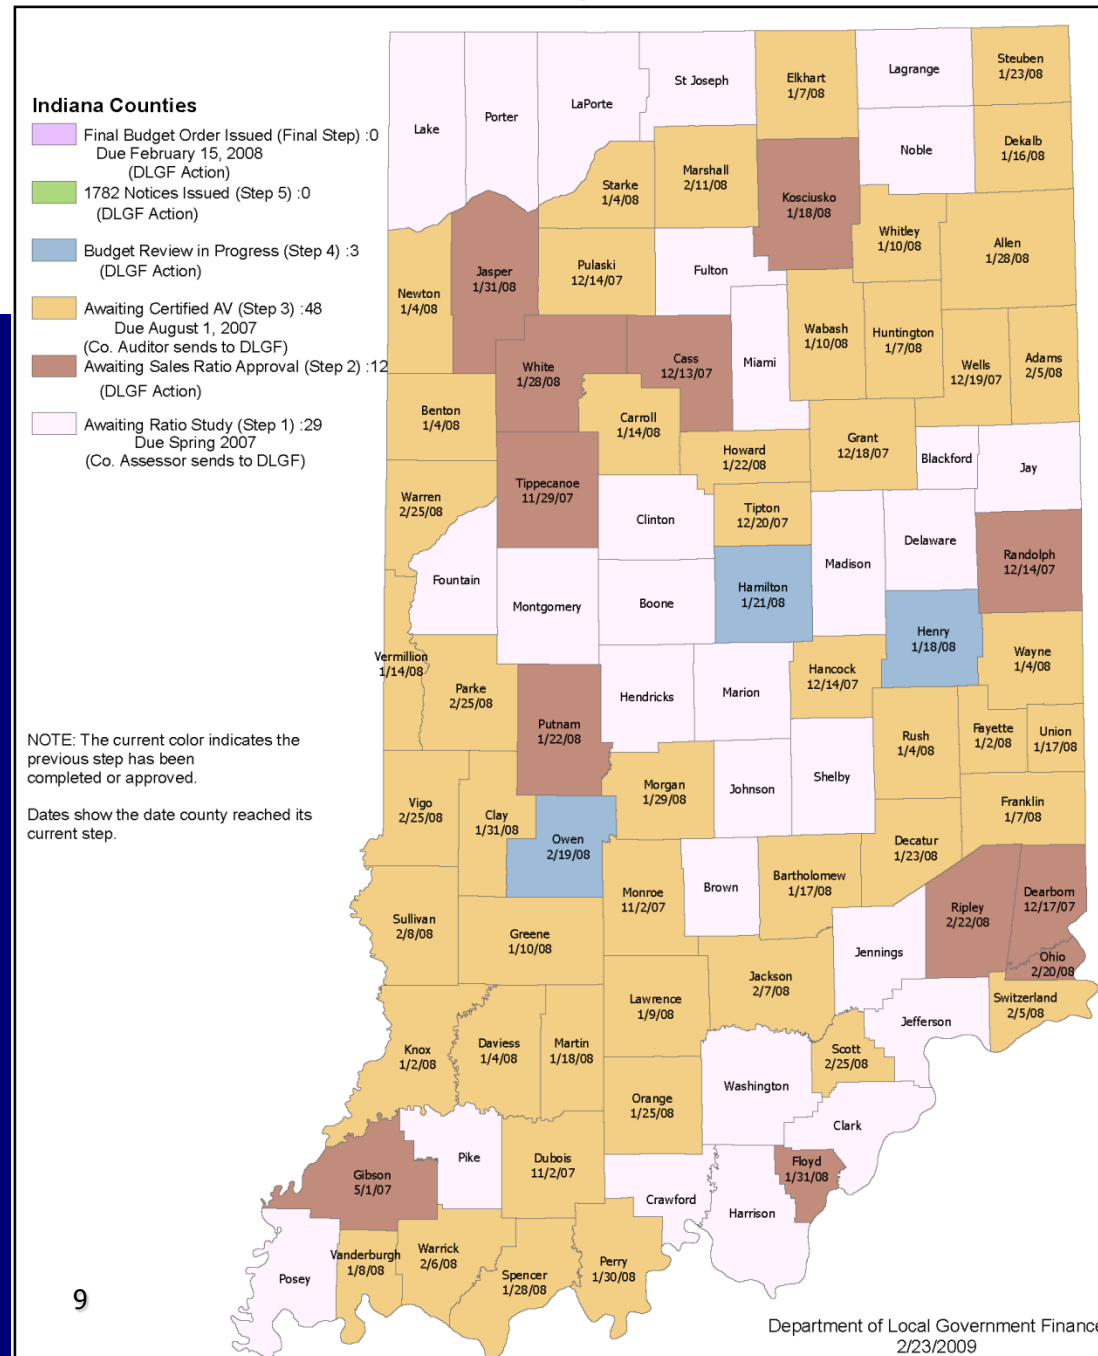 Indiana Counties
Final Budget Order Issued (Final Step) :0
Due February 15, 2008
(DLGF Action)
1782 Notices Issued (Step 5) :0
(DLGF Action)
Budget Review in Progress (Step 4) :3
(DLGF Action)
Awaiting Certified AV (Step 3) :48
Due August 1, 2007
(Co. Auditor sends to DLGF)
Awaiting Sales Ratio Approval (Step 2) :12
(DLGF Action)
Awaiting Ratio Study (Step 1) :29
Due Spring 2007
(Co. Assessor sends to DLGF)
NOTE: The current color indicates the
previous step has been
completed or approved.
Dates show the date county reached its
current step.
Lake
Porter
LaPorte
St Joseph
Elkhart
1/7/08
Lagrange
Steuben
1/23/08
Noble
Dekalb
1/16/08
Starke
1/4/08
Marshall
2/11/08
Kosciusko
1/18/08
Whitley
1/10/08
Allen
1/28/08
Newton
1/4/08
Jasper
1/31/08
Pulaski
12/14/07
Fulton
Wabash
1/10/08
Huntington
1/7/08
Wells
12/19/07
Adams
2/5/08
White
1/28/08
Cass
12/13/07
Miami
Benton
1/4/08
Carroll
1/14/08
Howard
1/22/08
Grant
12/18/07
Blackford
Jay
Warren
2/25/08
Tippecanoe
11/29/07
Clinton
Tipton
12/20/07
Madison
Delaware
Randolph
12/14/07
Fountain
Montgomery
Boone
Hamilton
1/21/08
Henry
1/18/08
Wayne
1/4/08
Vermillion
1/14/08
Parke
2/25/08
Putnam
1/22/08
Hendricks
Marion
Hancock
12/14/07
Rush
1/4/08
Fayette
1/2/08
Union
1/17/08
Vigo
2/25/08
Clay
1/31/08
Owen
2/19/08
Morgan
1/29/08
Johnson
Shelby
Franklin
1/7/08
Decatur
1/23/08
Sullivan
2/8/08
Greene
1/10/08
Monroe
11/2/07
Brown
Bartholomew
1/17/08
Ripley
2/22/08
Dearborn
12/17/07
Ohio
2/20/08
Jennings
Jackson
2/7/08
Lawrence
1/9/08
Switzerland
2/5/08
Jefferson
Knox
1/2/08
Daviess
1/4/08
Martin
1/18/08
Scott
2/25/08
Washington
Orange
1/25/08
Clark
Gibson
5/1/07
Pike
Dubois
11/2/07
Floyd
1/31/08
Crawford
Harrison
Posey
Vanderburgh
1/8/08
Warrick
2/6/08
Spencer
1/28/08
Perry
1/30/08
9
Department of Local Government Finance
2/23/2009